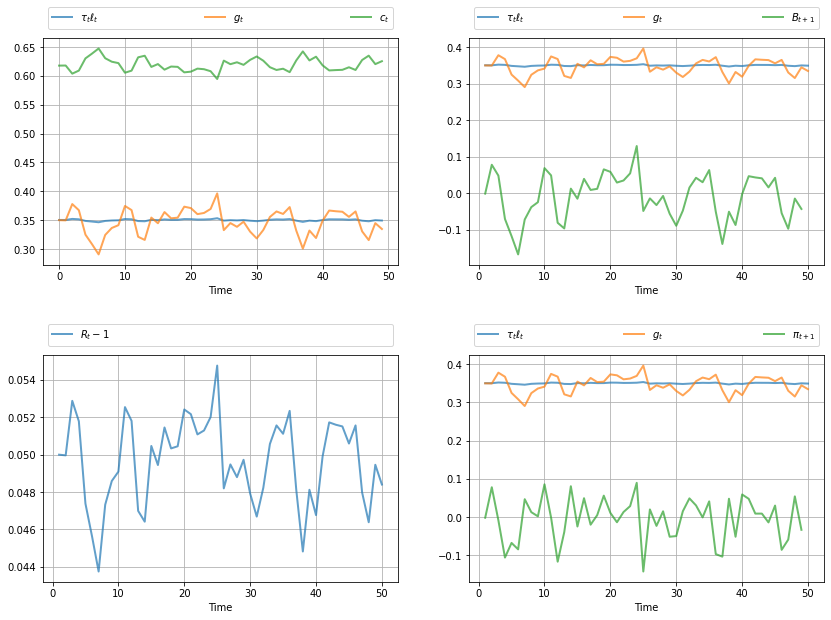 τ_tℓ_t g_t c_t
0.65
0.60
0.55
0.50
0.45
0.40
0.35
0.30
0 10 20 30 40 50
Time
τ_tℓ_t g_t B_{t+1}
0.4
0.3
0.2
0.1
0.0
−0.1
0 10 20 30 40 50
Time
R_t − 1
0.054
0.052
0.050
0.048
0.046
0.044
0 10 20 30 40 50
Time
τ_tℓ_t g_t π_{t+1}
0.4
0.3
0.2
0.1
0.0
−0.1
0 10 20 30 40 50
Time